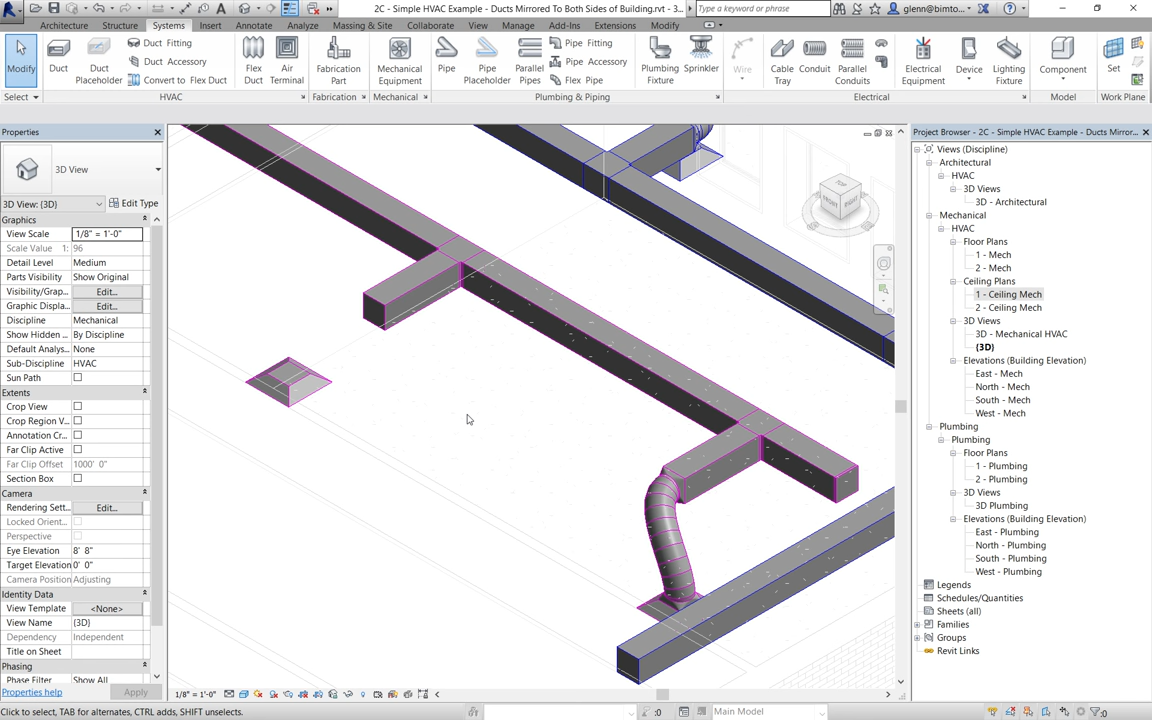 2C - Simple HVAC Example - Ducts Mirrored To Both Sides of Building.rvt - 3...
Type a keyword or phrase
glenn@bimto...
Architecture Structure Systems Insert Annotate Analyze Massing & Site Collaborate View Manage Add-Ins Extensions Modify
Modify Duct Duct Placeholder Duct Fitting Duct Accessory Convert to Flex Duct Flex Duct Air Terminal Fabrication Part Mechanical Equipment Pipe Pipe Placeholder Parallel Pipes Pipe Fitting Pipe Accessory Flex Pipe Plumbing Fixture Sprinkler Wire Cable Tray Conduit Parallel Conduits Electrical Equipment Device Lighting Fixture Component Set
Select HVAC Fabrication Mechanical Plumbing & Piping Electrical Model Work Plane
Properties
3D View
3D View: {3D} Edit Type
Graphics
View Scale 1/8" = 1'-0"
Scale Value 1: 96
Detail Level Medium
Parts Visibility Show Original
Visibility/Grap... Edit...
Graphic Displa... Edit...
Discipline Mechanical
Show Hidden ... By Discipline
Default Analys... None
Sub-Discipline HVAC
Sun Path
Extents
Crop View
Crop Region V...
Annotation Cr...
Far Clip Active
Far Clip Offset 1000' 0"
Section Box
Camera
Rendering Sett... Edit...
Locked Orient...
Perspective
Eye Elevation 8' 8"
Target Elevation 0' 0"
Camera Position Adjusting
Identity Data
View Template <None>
View Name {3D}
Dependency Independent
Title on Sheet
Phasing
Phase Filter Show All
Properties help Apply
TOP
FRONT RIGHT
1/8" = 1'-0"
Project Browser - 2C - Simple HVAC Example - Ducts Mirror...
Views (Discipline)
Architectural
HVAC
3D Views
3D - Architectural
Mechanical
HVAC
Floor Plans
1 - Mech
2 - Mech
Ceiling Plans
1 - Ceiling Mech
2 - Ceiling Mech
3D Views
3D - Mechanical HVAC
{3D}
Elevations (Building Elevation)
East - Mech
North - Mech
South - Mech
West - Mech
Plumbing
Plumbing
Floor Plans
1 - Plumbing
2 - Plumbing
3D Views
3D Plumbing
Elevations (Building Elevation)
East - Plumbing
North - Plumbing
South - Plumbing
West - Plumbing
Legends
Schedules/Quantities
Sheets (all)
Families
Groups
Revit Links
Click to select, TAB for alternates, CTRL adds, SHIFT unselects.
:0
Main Model
:0